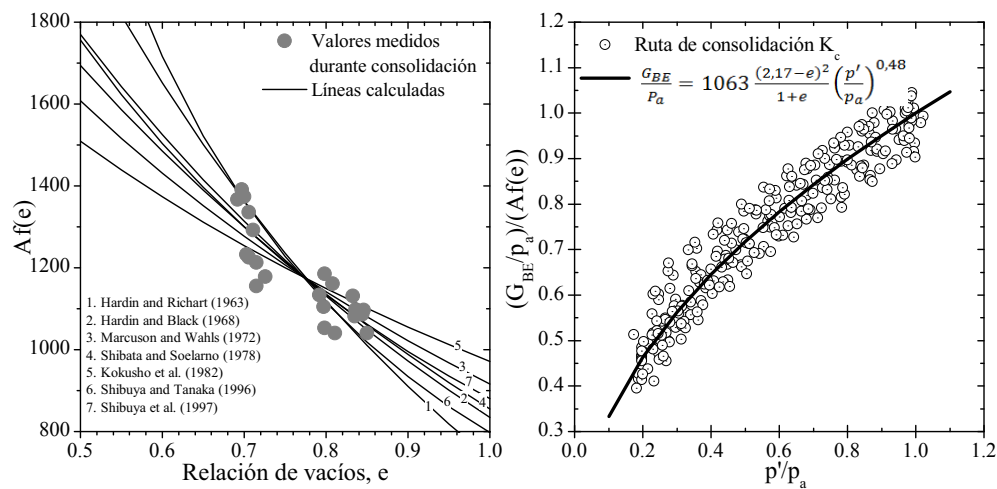 1800
1600
1400
1200
1000
800
Af(e)
Valores medidos
durante consolidación
Líneas calculadas
1. Hardin and Richart (1963)
2. Hardin and Black (1968)
3. Marcuson and Wahls (1972)
4. Shibata and Soelarno (1978)
5. Kokusho et al. (1982)
6. Shibuya and Tanaka (1996)
7. Shibuya et al. (1997)
5
3
7
4
2
6
1
0.5 0.6 0.7 0.8 0.9 1.0
Relación de vacíos, e
1.2
1.1
1.0
0.9
0.8
0.7
0.6
0.5
0.4
0.3
(G_BE/p_a)/(Af(e))
Ruta de consolidación K_c
G_BE/P_a = 1063 (2,17−e)²/1+e (p'/p_a)^0,48
0.0 0.2 0.4 0.6 0.8 1.0 1.2
p'/p_a